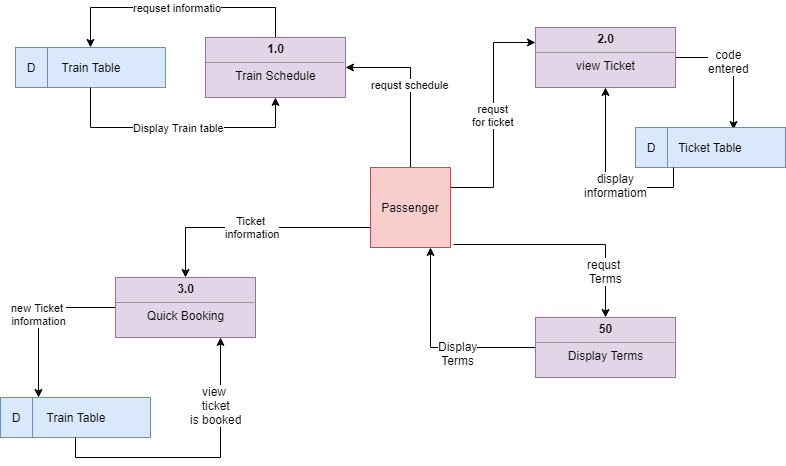 requset informatio
D
Train Table
1.0
Train Schedule
Display Train table
requst schedule
2.0
view Ticket
code
entered
requst
for ticket
D
Ticket Table
display
informatiom
Passenger
Ticket
information
3.0
Quick Booking
new Ticket
information
D
Train Table
view
ticket
is booked
requst
Terms
50
Display Terms
Display
Terms